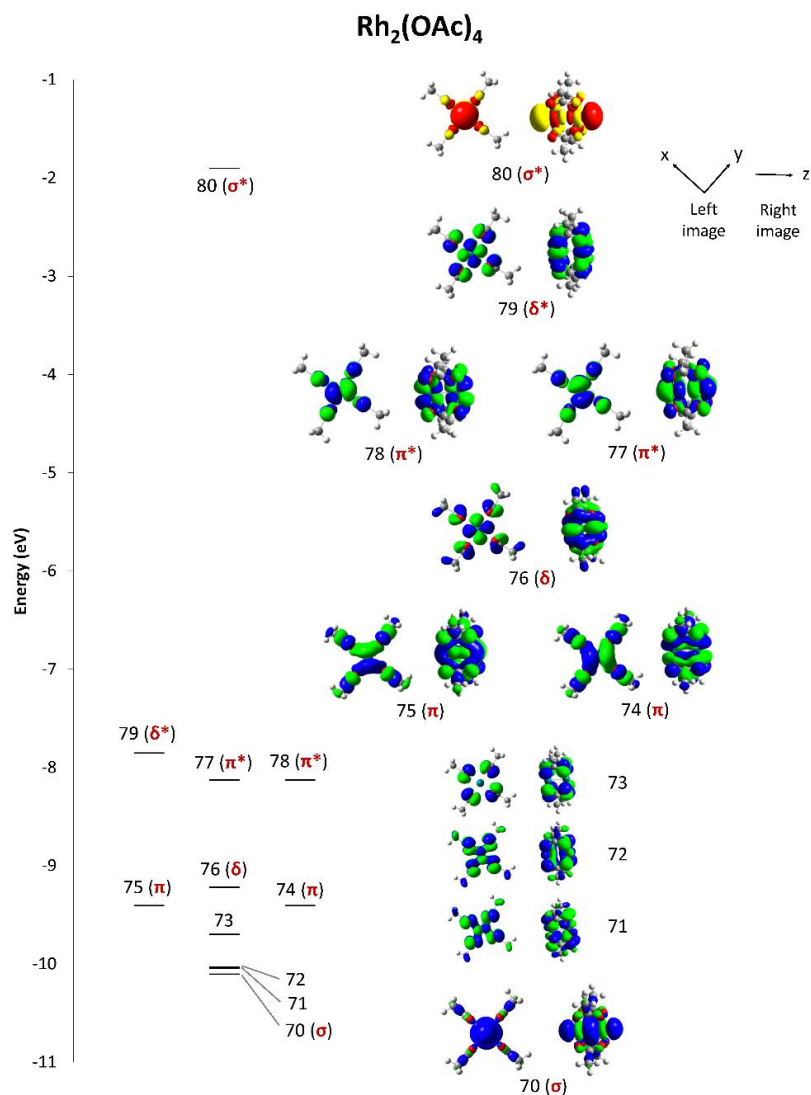 Rh₂(OAc)₄
-1
-2
-3
-4
-5
-6
-7
-8
-9
-10
-11
Energy (eV)
80 (σ*)
80 (σ*)
x
y
z
Left image
Right image
79 (δ*)
78 (π*)
77 (π*)
76 (δ)
75 (π)
74 (π)
79 (δ*)
77 (π*)
78 (π*)
73
76 (δ)
75 (π)
74 (π)
72
73
71
72
71
70 (σ)
70 (σ)